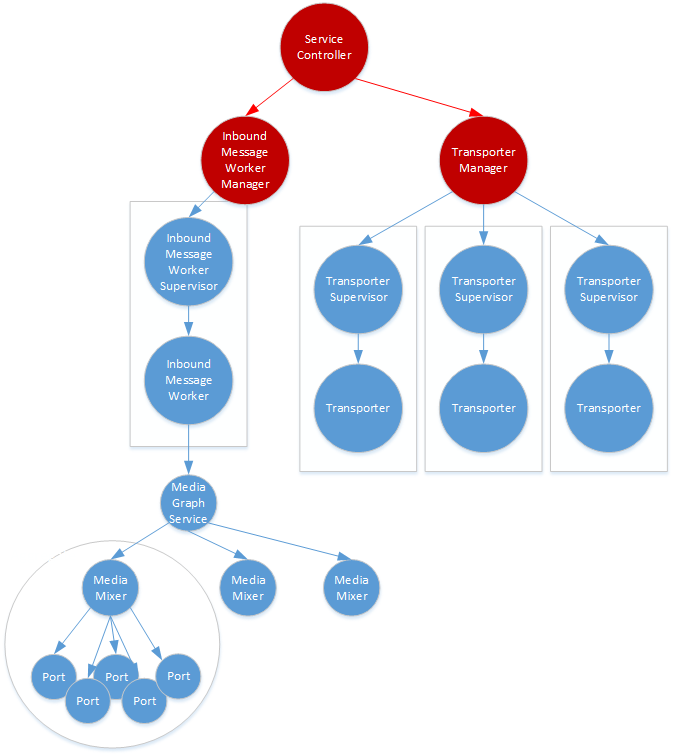 Service
Controller
Inbound
Message
Worker
Manager
Transporter
Manager
Inbound
Message
Worker
Supervisor
Transporter
Supervisor
Transporter
Supervisor
Transporter
Supervisor
Inbound
Message
Worker
Transporter
Transporter
Transporter
Media
Graph
Service
Media
Mixer
Media
Mixer
Media
Mixer
Port
Port
Port
Port
Port